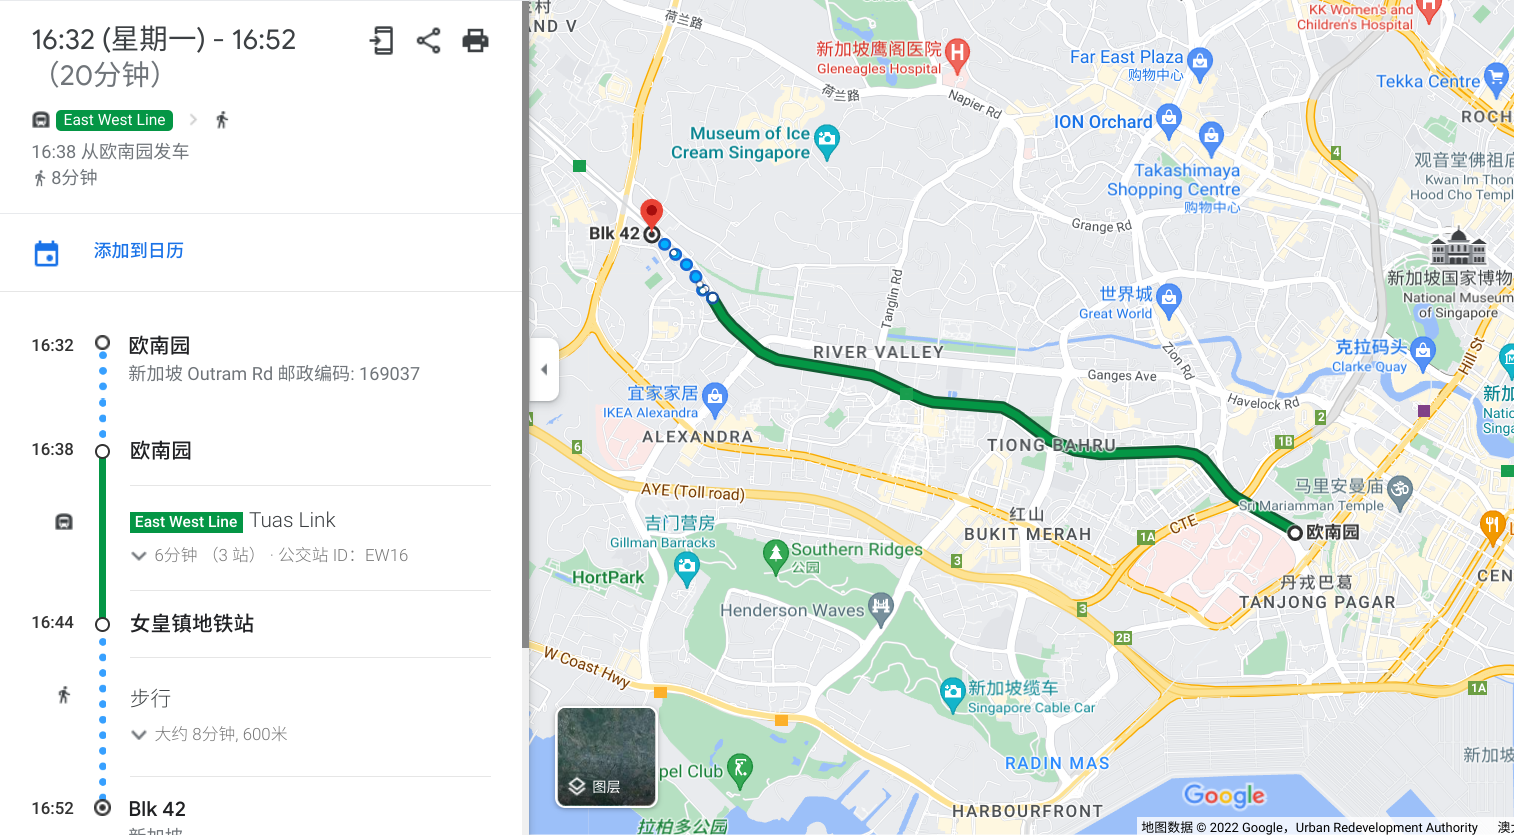 16:32 (星期一) - 16:52
（20分钟）
East West Line
16:38 从欧南园发车
8分钟
添加到日历
16:32
欧南园
新加坡 Outram Rd 邮政编码: 169037
16:38
欧南园
East West Line Tuas Link
6分钟 （3 站） · 公交站 ID：EW16
16:44
女皇镇地铁站
步行
大约 8分钟, 600米
16:52
Blk 42
新加坡
村
AND V
荷兰路
新加坡鹰阁医院
Gleneagles Hospital
荷兰路
Napier Rd
Far East Plaza
购物中心
KK Women's and
Children's Hospital
Tekka Centre
ROCH
ION Orchard
Museum of Ice
Cream Singapore
4
Takashimaya
Shopping Centre
购物中心
观音堂佛祖庙
Kwan Im Thon
Hood Cho Templ
Blk 42
Grange Rd
Tanglin Rd
新加坡国家博物
National Museum
of Singapore
世界城
Great World
RIVER VALLEY
Zion Rd
克拉码头
Clarke Quay
Hill St
Ganges Ave
Havelock Rd
宜家家居
IKEA Alexandra
ALEXANDRA
新加
Natio
Singa
2
6
TIONG BAHRU
1B
AYE (Toll road)
马里安曼庙
Sri Mariamman Temple
红山
BUKIT MERAH
CTE
1A
欧南园
吉门营房
Gillman Barracks
HortPark
Southern Ridges
公园
3
丹戎巴葛
TANJONG PAGAR
CEN
Henderson Waves
3
2B
W Coast Hwy
新加坡缆车
Singapore Cable Car
1A
新加坡
RADIN MAS
pel Club
图层
HARBOURFRONT
拉柏多公园
Google
地图数据 © 2022 Google，Urban Redevelopment Authority 澳大